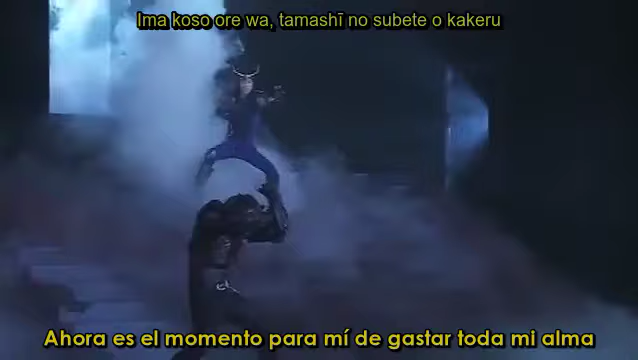 Ima koso ore wa, tamashī no subete o kakeru
Ahora es el momento para mí de gastar toda mi alma